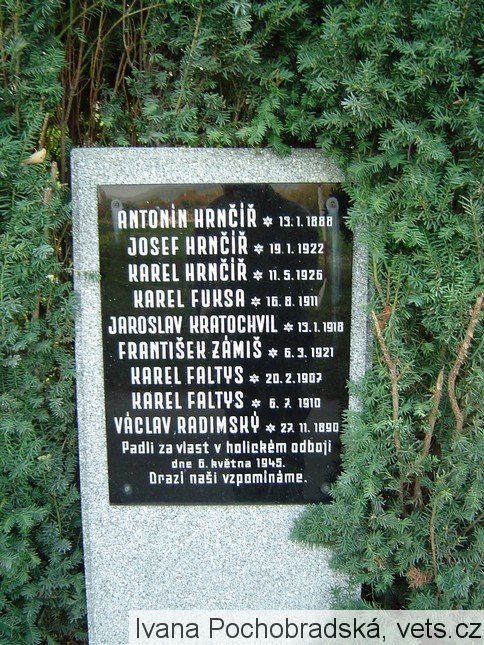 ANTONÍN HRNČÍŘ ✡ 13. 1. 1888
JOSEF HRNČÍŘ ✡ 19. 1. 1922
KAREL HRNČÍŘ ✡ 11. 5. 1926
KAREL FUKSA ✡ 16. 8. 1911
JAROSLAV KRATOCHVIL ✡ 13. 1. 1918
FRANTIŠEK ZÁMIŠ ✡ 6. 3. 1921
KAREL FALTYS ✡ 20. 2. 1907
KAREL FALTYS ✡ 6. 7. 1910
VÁCLAV RADIMSKÝ ✡ 27. 11. 1890
Padli za vlast v holickém odboji
dne 6. května 1945.
Drazí naši vzpomínáme.
Ivana Pochobradská, vets.cz